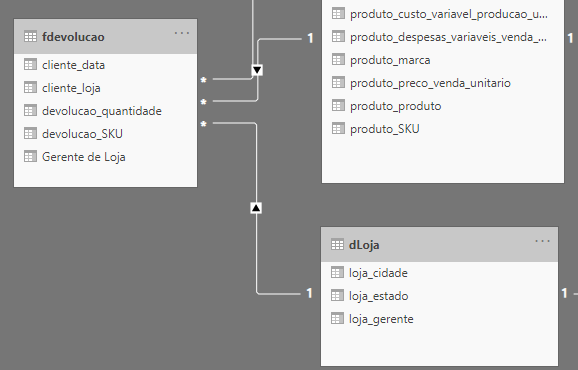 fdevolucao ...
cliente_data
cliente_loja
devolucao_quantidade
devolucao_SKU
Gerente de Loja
*
*
*
1
produto_custo_variavel_producao_u...
produto_despesas_variaveis_venda_...
produto_marca
produto_preco_venda_unitario
produto_produto
produto_SKU
1
dLoja ...
loja_cidade
loja_estado
loja_gerente
1
1